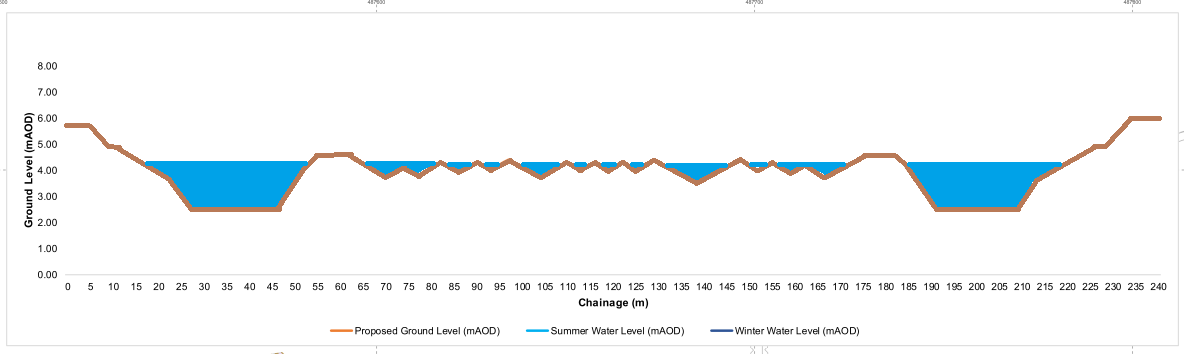 487600 487700 487800
8.00
7.00
6.00
5.00
4.00
3.00
2.00
1.00
0.00
Ground Level (mAOD)
0 5 10 15 20 25 30 35 40 45 50 55 60 65 70 75 80 85 90 95 100 105 110 115 120 125 130 135 140 145 150 155 160 165 170 175 180 185 190 195 200 205 210 215 220 225 230 235 240
Chainage (m)
Proposed Ground Level (mAOD) Summer Water Level (mAOD) Winter Water Level (mAOD)